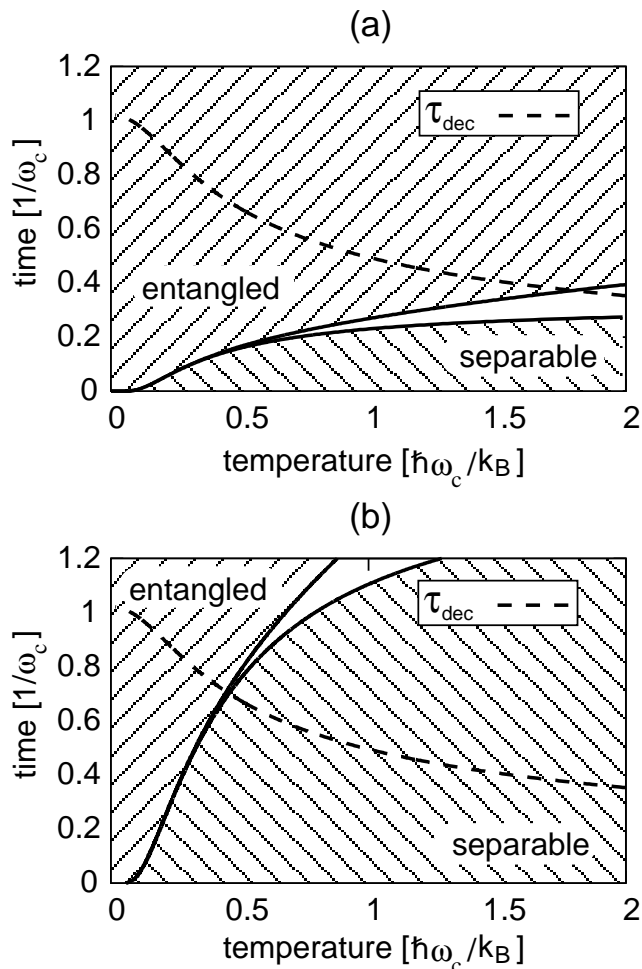 (a)
1.2
1
0.8
0.6
0.4
0.2
0
time [1/ω_c]
τ_dec
entangled
separable
0 0.5 1 1.5 2
temperature [ħω_c/k_B]
(b)
1.2
1
0.8
0.6
0.4
0.2
0
time [1/ω_c]
entangled
τ_dec
separable
0 0.5 1 1.5 2
temperature [ħω_c/k_B]